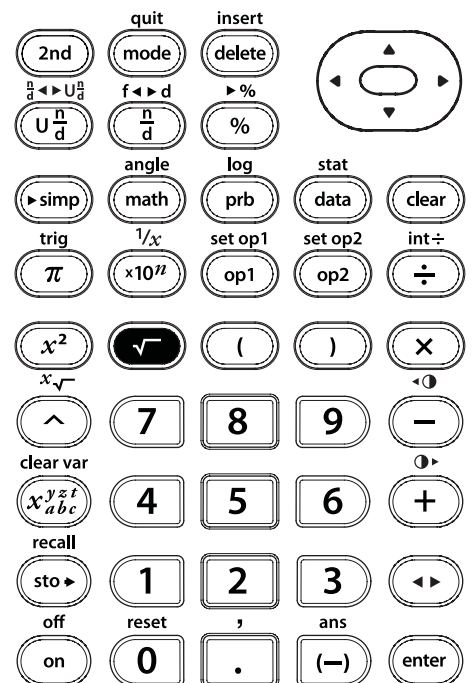 quit insert
2nd mode delete
n/d ◄► U n/d f ◄► d ►%
U n/d n/d %
angle log stat
►simp math prb data clear
trig 1/x set op1 set op2 int÷
π ×10ⁿ op1 op2 ÷
x² √ ( ) ×
ˣ√ ◄◑
^ 7 8 9 −
clear var ◑►
x y z t a b c 4 5 6 +
recall
sto► 1 2 3 ◄►
off reset , ans
on 0 . (−) enter